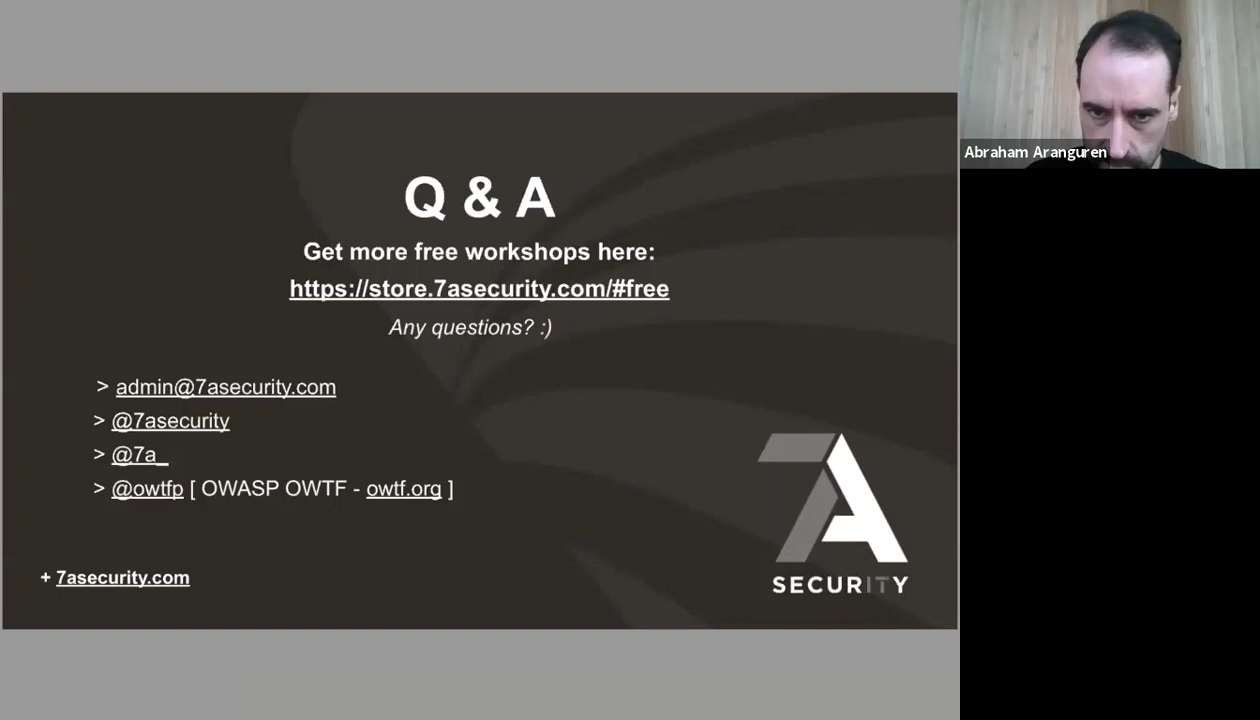 Q & A
Get more free workshops here:
https://store.7asecurity.com/#free
Any questions? :)
> admin@7asecurity.com
> @7asecurity
> @7a_
> @owtfp [ OWASP OWTF - owtf.org ]
+ 7asecurity.com
7A
SECURITY
Abraham Aranguren